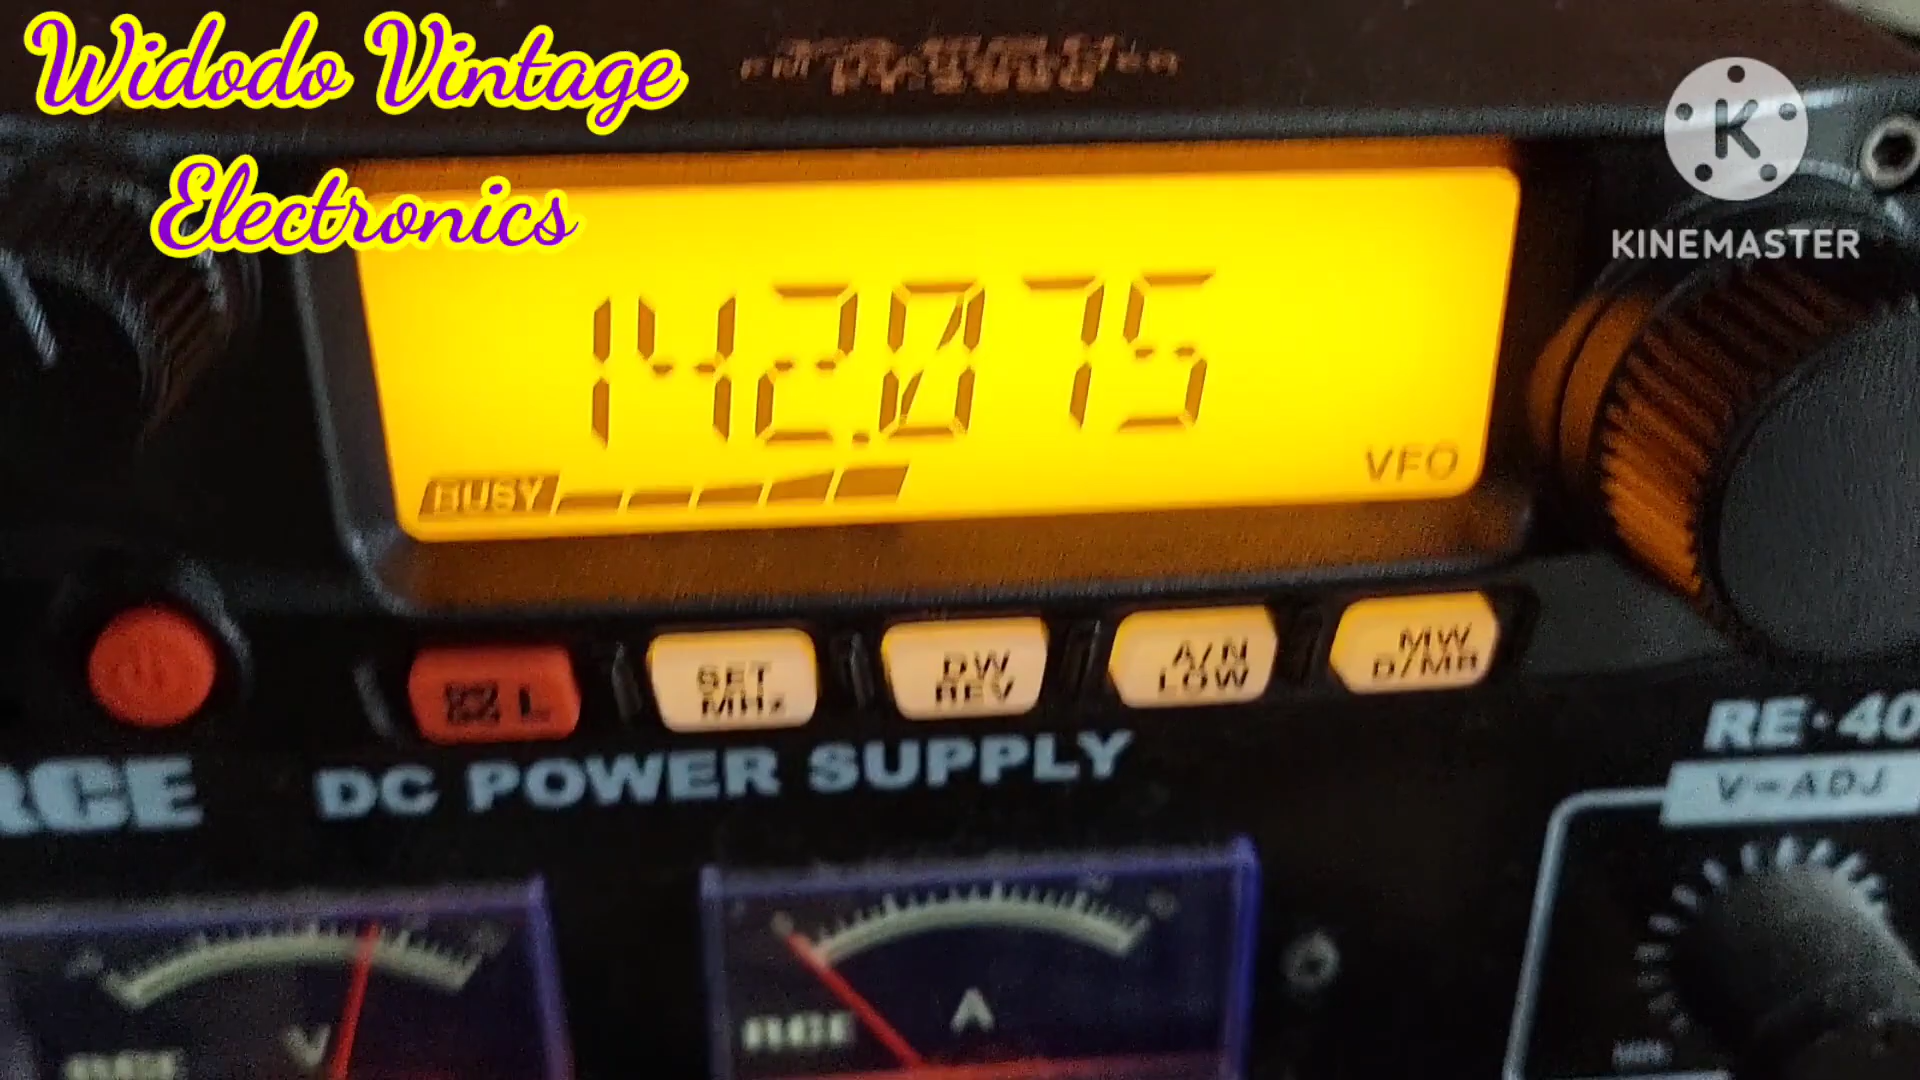 Widodo Vintage
Electronics
KINEMASTER
142.075
BUSY
VFO
L
SET
MHz
DW
REV
A/N
LOW
MW
D/MR
RCE
DC POWER SUPPLY
RE-40
V-ADJ
V
A